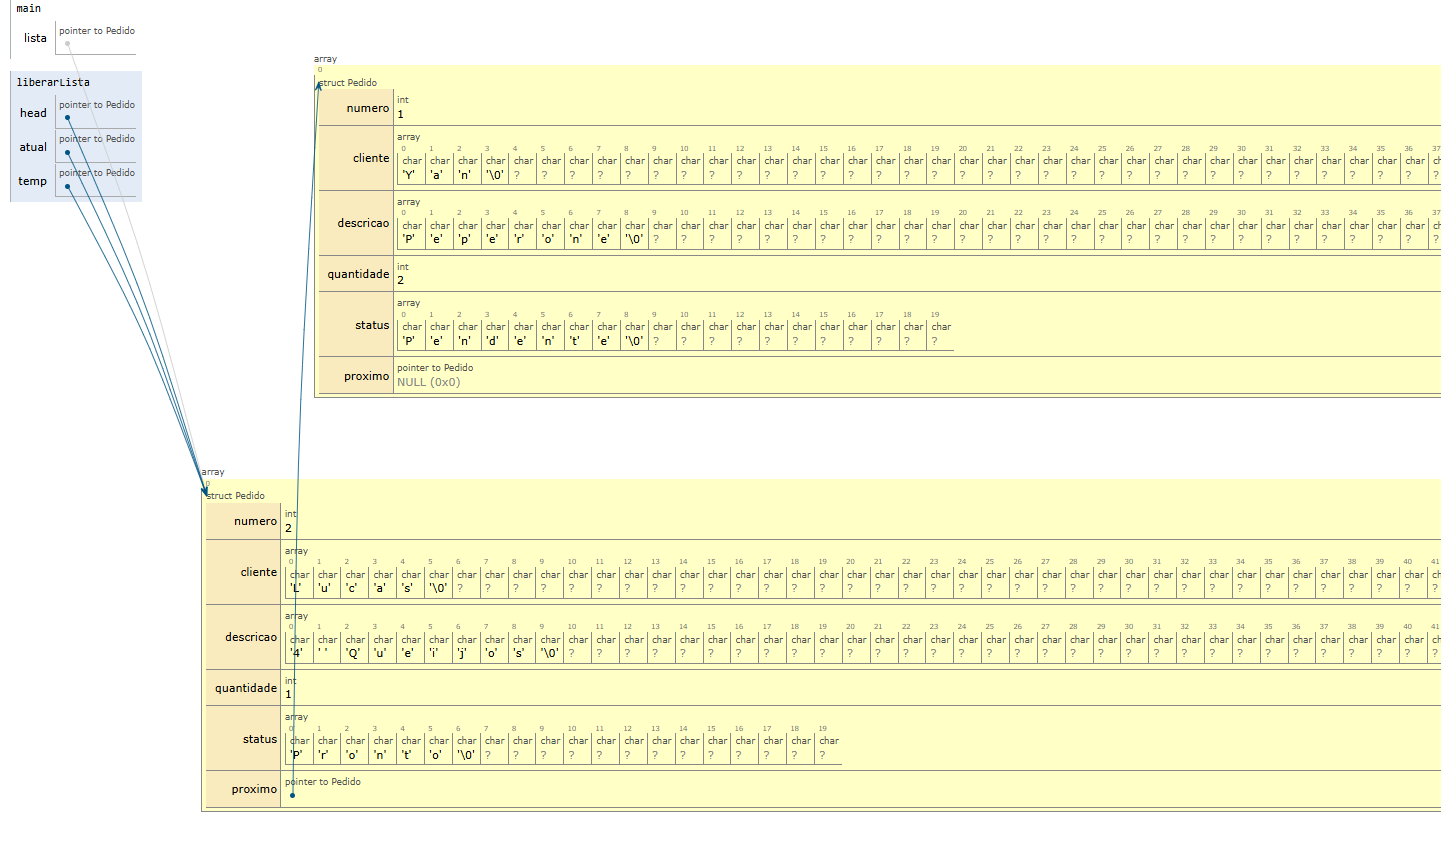 main
lista pointer to Pedido
liberarLista
head pointer to Pedido
atual pointer to Pedido
temp pointer to Pedido
array
0
struct Pedido
numero int
1
cliente array
0 1 2 3 4 5 6 7 8 9 10 11 12 13 14 15 16 17 18 19 20 21 22 23 24 25 26 27 28 29 30 31 32 33 34 35 36 37
char char char char char char char char char char char char char char char char char char char char char char char char char char char char char char char char char char char char char
'Y' 'a' 'n' '\0' ? ? ? ? ? ? ? ? ? ? ? ? ? ? ? ? ? ? ? ? ? ? ? ? ? ? ? ? ? ? ? ? ? ?
descricao array
0 1 2 3 4 5 6 7 8 9 10 11 12 13 14 15 16 17 18 19 20 21 22 23 24 25 26 27 28 29 30 31 32 33 34 35 36 37
char char char char char char char char char char char char char char char char char char char char char char char char char char char char char char char char char char char char char
'P' 'e' 'p' 'e' 'r' 'o' 'n' 'e' '\0' ? ? ? ? ? ? ? ? ? ? ? ? ? ? ? ? ? ? ? ? ? ? ? ? ? ? ? ? ?
quantidade int
2
status array
0 1 2 3 4 5 6 7 8 9 10 11 12 13 14 15 16 17 18 19
char char char char char char char char char char char char char char char char char char char char
'P' 'e' 'n' 'd' 'e' 'n' 't' 'e' '\0' ? ? ? ? ? ? ? ? ? ? ?
proximo pointer to Pedido
NULL (0x0)
array
0
struct Pedido
numero int
2
cliente array
0 1 2 3 4 5 6 7 8 9 10 11 12 13 14 15 16 17 18 19 20 21 22 23 24 25 26 27 28 29 30 31 32 33 34 35 36 37 38 39 40 41
char char char char char char char char char char char char char char char char char char char char char char char char char char char char char char char char char char char char char char char char char
'L' 'u' 'c' 'a' 's' '\0' ? ? ? ? ? ? ? ? ? ? ? ? ? ? ? ? ? ? ? ? ? ? ? ? ? ? ? ? ? ? ? ? ? ? ? ?
descricao array
0 1 2 3 4 5 6 7 8 9 10 11 12 13 14 15 16 17 18 19 20 21 22 23 24 25 26 27 28 29 30 31 32 33 34 35 36 37 38 39 40 41
char char char char char char char char char char char char char char char char char char char char char char char char char char char char char char char char char char char char char char char char char
'4' ' ' 'Q' 'u' 'e' 'i' 'j' 'o' 's' '\0' ? ? ? ? ? ? ? ? ? ? ? ? ? ? ? ? ? ? ? ? ? ? ? ? ? ? ? ? ? ? ? ?
quantidade int
1
status array
0 1 2 3 4 5 6 7 8 9 10 11 12 13 14 15 16 17 18 19
char char char char char char char char char char char char char char char char char char char char
'P' 'r' 'o' 'n' 't' 'o' '\0' ? ? ? ? ? ? ? ? ? ? ? ? ?
proximo pointer to Pedido